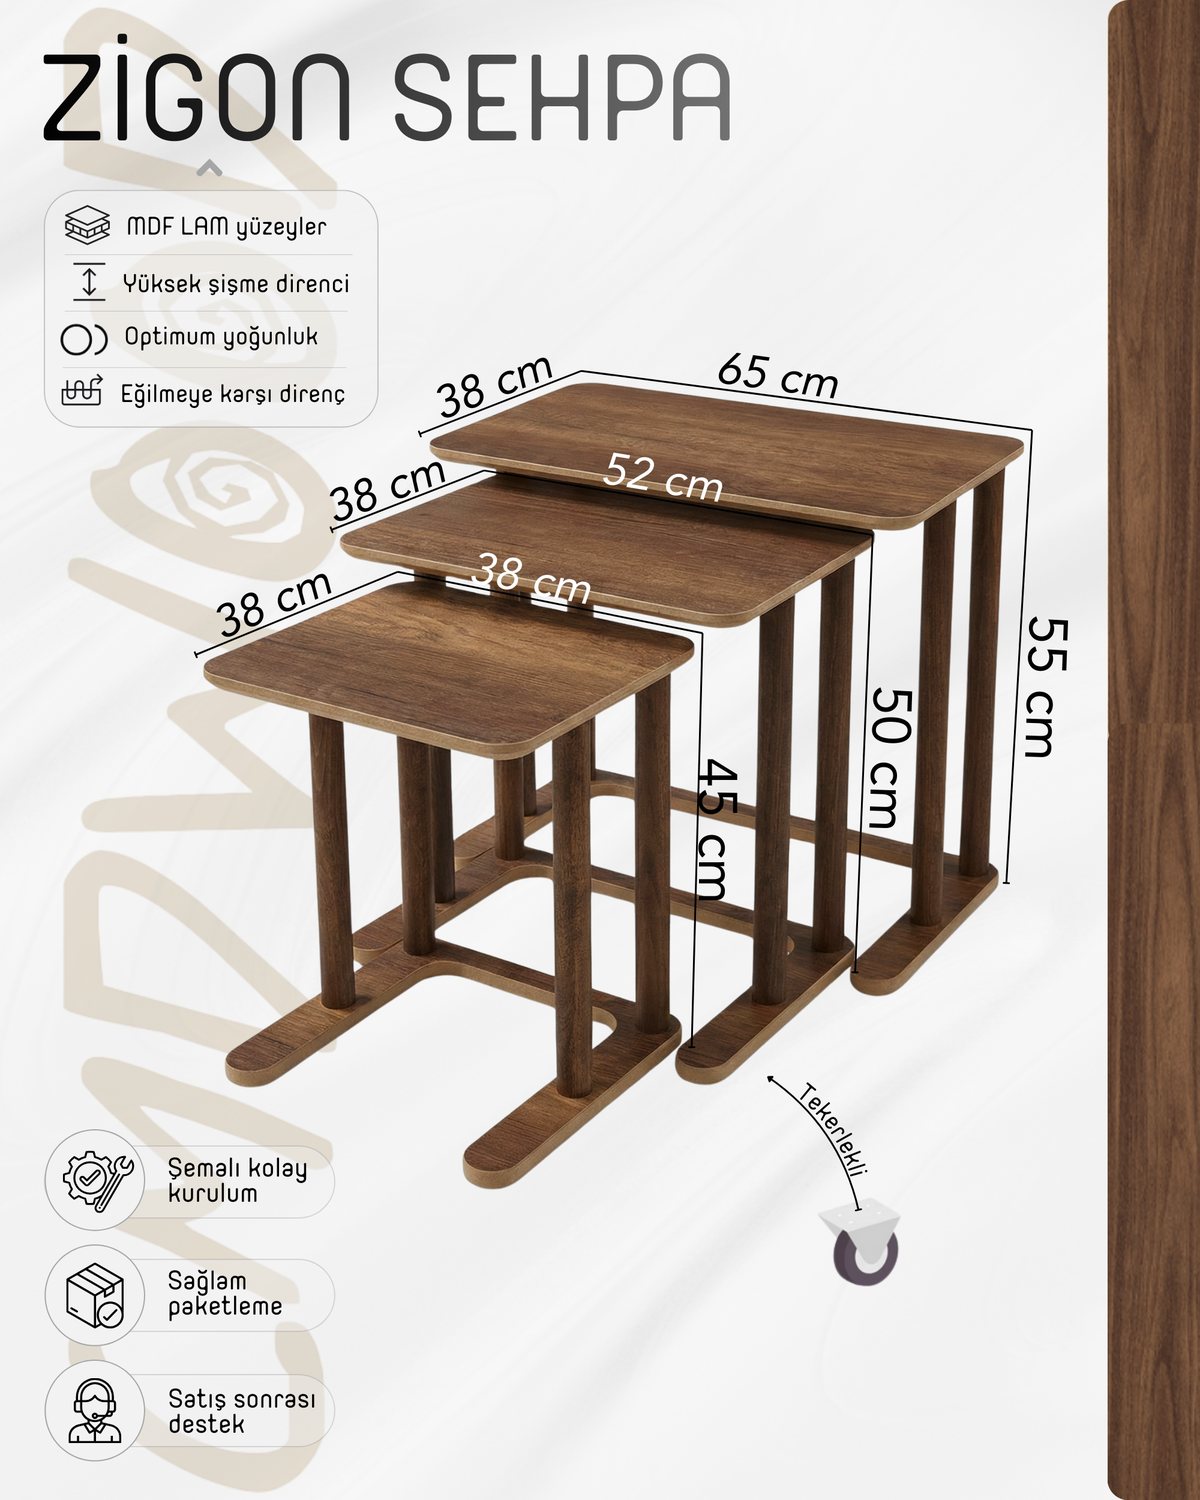 ZİGON SEHPA
MDF LAM yüzeyler
Yüksek şişme direnci
Optimum yoğunluk
Eğilmeye karşı direnç
38 cm
65 cm
38 cm
52 cm
38 cm
38 cm
55 cm
50 cm
45 cm
Tekerlekli
Şemalı kolay
kurulum
Sağlam
paketleme
Satış sonrası
destek